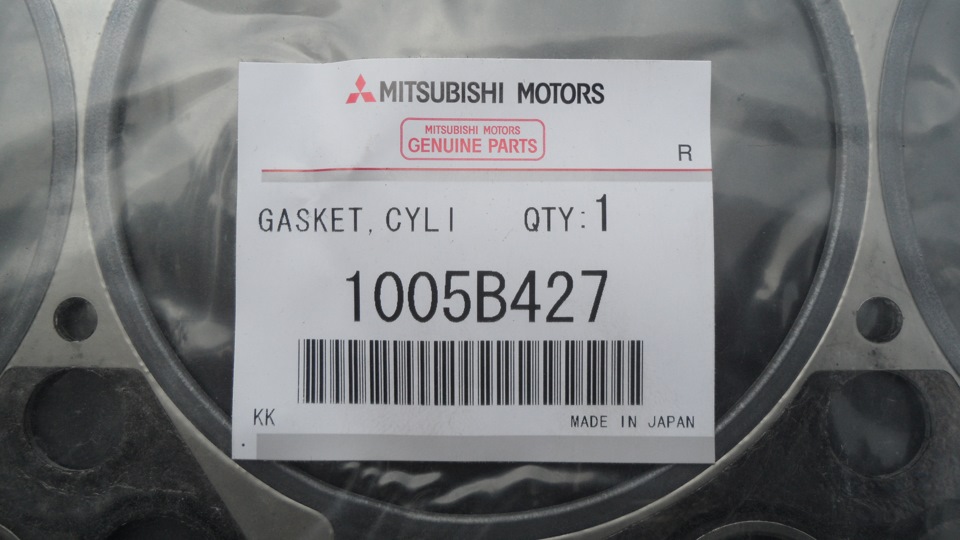 MITSUBISHI MOTORS
MITSUBISHI MOTORS
GENUINE PARTS
R
GASKET, CYLI QTY:1
1005B427
KK MADE IN JAPAN